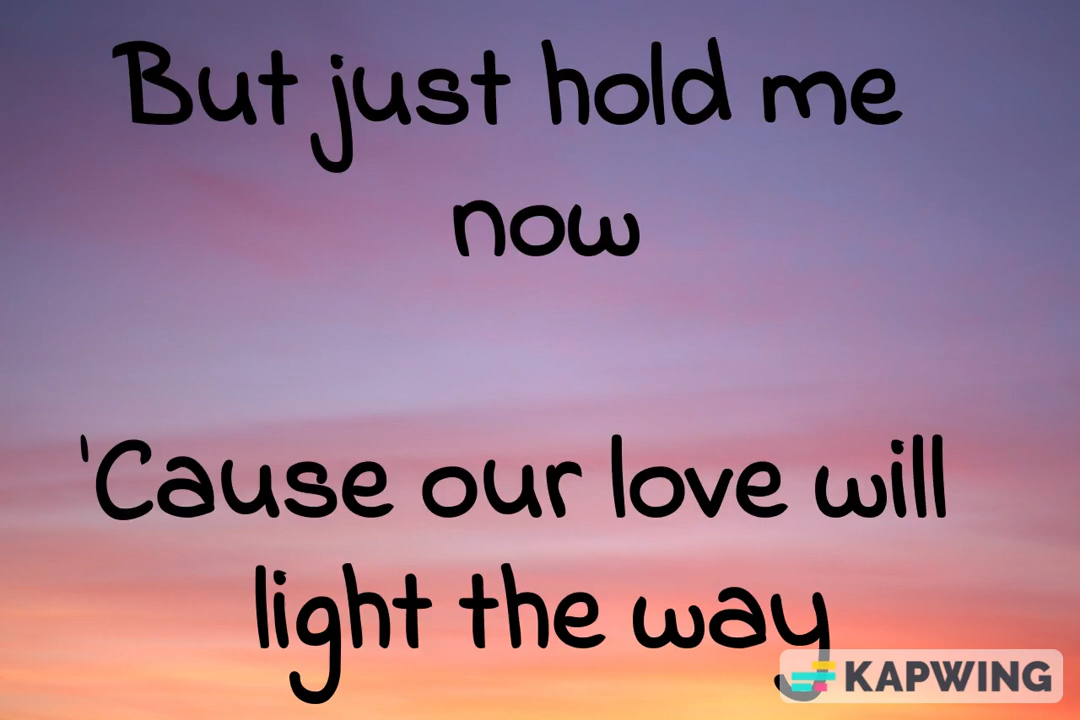 But just hold me
now
'Cause our love will
light the way
KAPWING